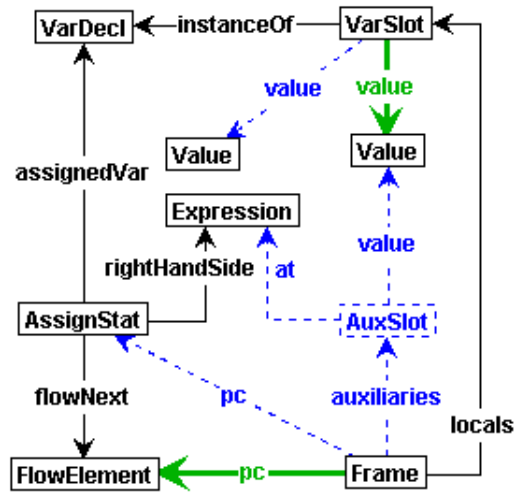 VarDecl
instanceOf
VarSlot
value
value
Value
Value
assignedVar
Expression
rightHandSide
at
value
AssignStat
AuxSlot
flowNext
pc
auxiliaries
locals
FlowElement
pc
Frame